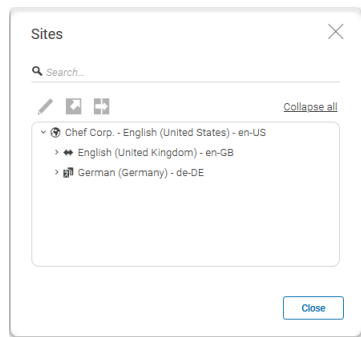 Sites
Search...
Collapse all
Chef Corp. - English (United States) - en-US
English (United Kingdom) - en-GB
German (Germany) - de-DE
Close